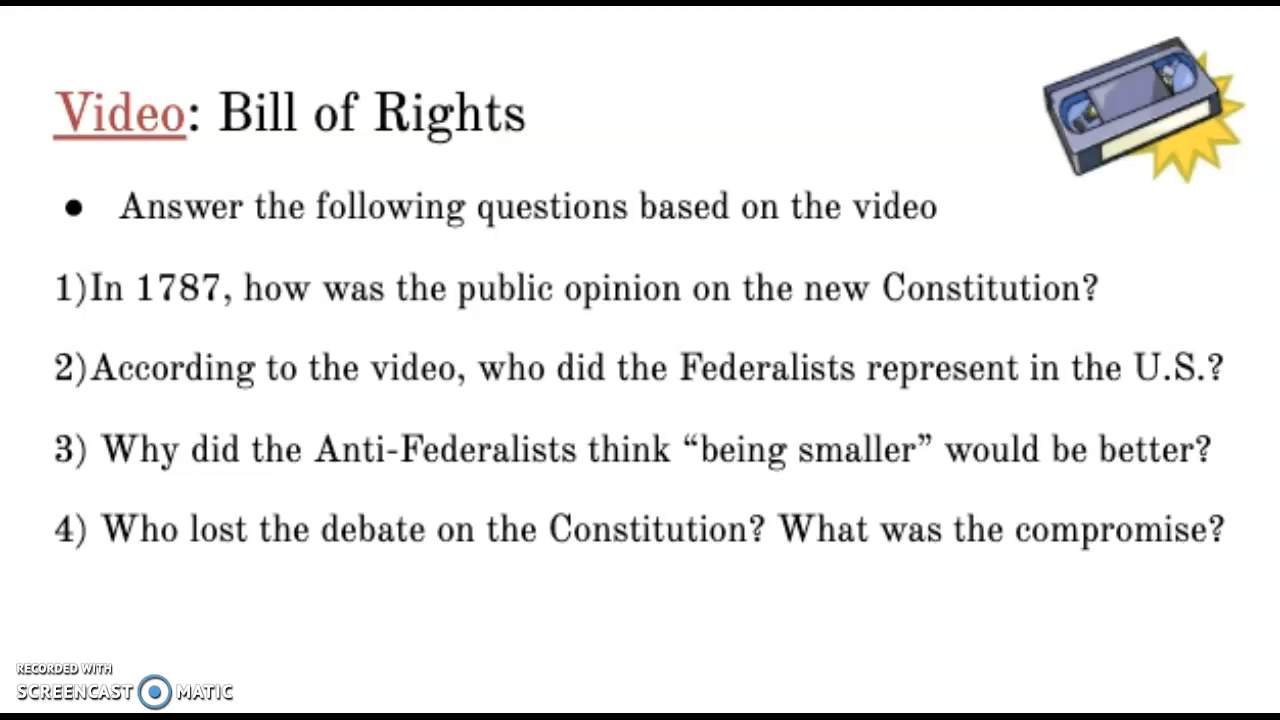 Video: Bill of Rights
● Answer the following questions based on the video
1)In 1787, how was the public opinion on the new Constitution?
2)According to the video, who did the Federalists represent in the U.S.?
3) Why did the Anti-Federalists think “being smaller” would be better?
4) Who lost the debate on the Constitution? What was the compromise?
RECORDED WITH
SCREENCAST MATIC